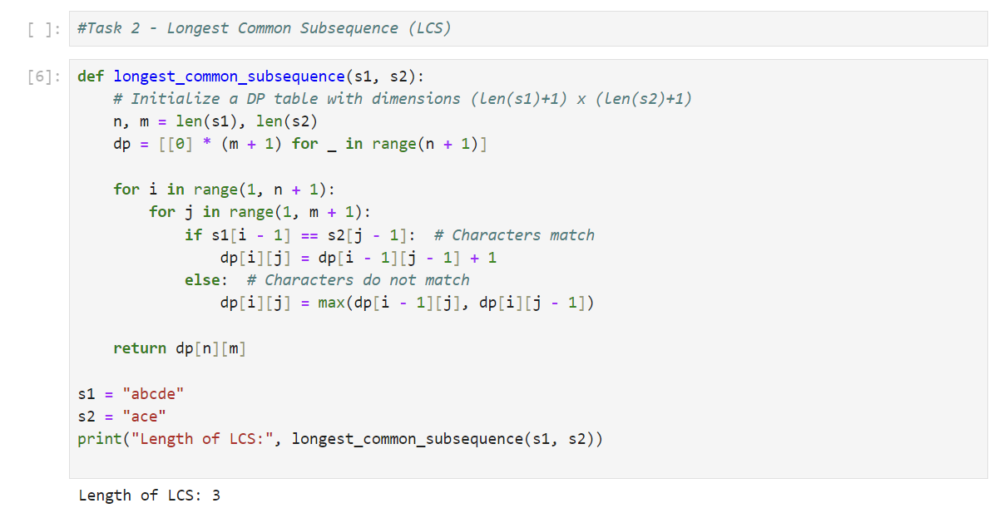 [ ]: #Task 2 - Longest Common Subsequence (LCS)
[6]: def longest_common_subsequence(s1, s2):
    # Initialize a DP table with dimensions (len(s1)+1) x (len(s2)+1)
    n, m = len(s1), len(s2)
    dp = [[0] * (m + 1) for _ in range(n + 1)]
    for i in range(1, n + 1):
        for j in range(1, m + 1):
            if s1[i - 1] == s2[j - 1]:  # Characters match
                dp[i][j] = dp[i - 1][j - 1] + 1
            else:  # Characters do not match
                dp[i][j] = max(dp[i - 1][j], dp[i][j - 1])
    return dp[n][m]
s1 = "abcde"
s2 = "ace"
print("Length of LCS:", longest_common_subsequence(s1, s2))
Length of LCS: 3